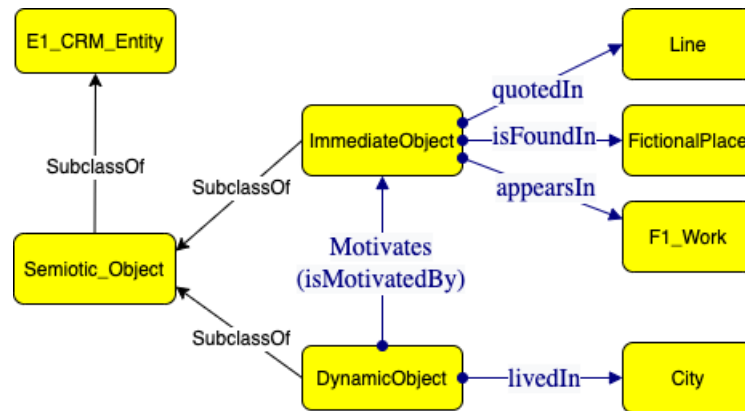 E1_CRM_Entity
Line
quotedIn
ImmediateObject
isFoundIn
FictionalPlace
SubclassOf
SubclassOf
appearsIn
F1_Work
Semiotic_Object
Motivates
(isMotivatedBy)
SubclassOf
DynamicObject
livedIn
City